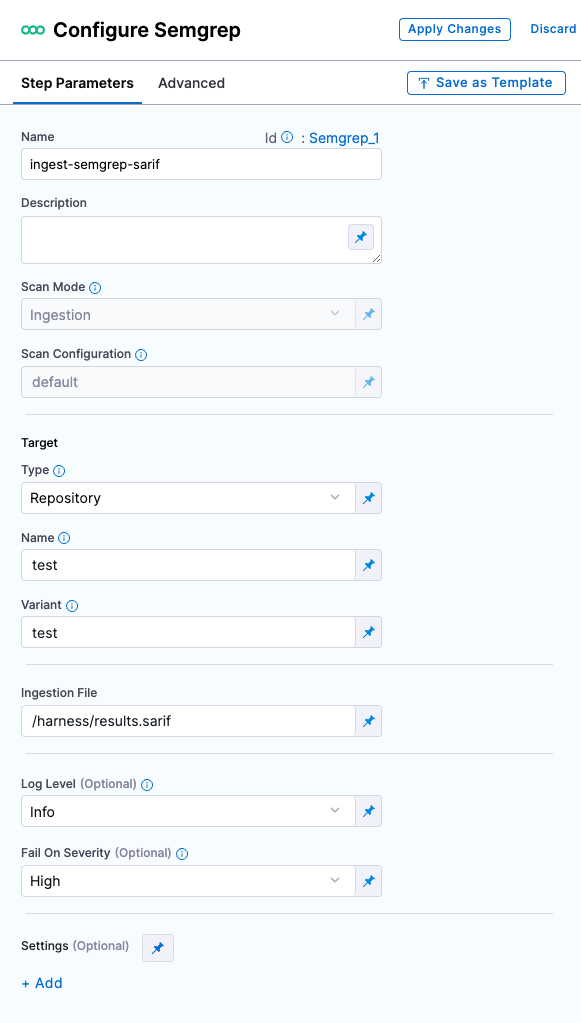 Configure Semgrep
Apply Changes
Discard
Step Parameters
Advanced
Save as Template
Name
Id : Semgrep_1
ingest-semgrep-sarif
Description
Scan Mode
Ingestion
Scan Configuration
default
Target
Type
Repository
Name
test
Variant
test
Ingestion File
/harness/results.sarif
Log Level (Optional)
Info
Fail On Severity (Optional)
High
Settings (Optional)
+ Add